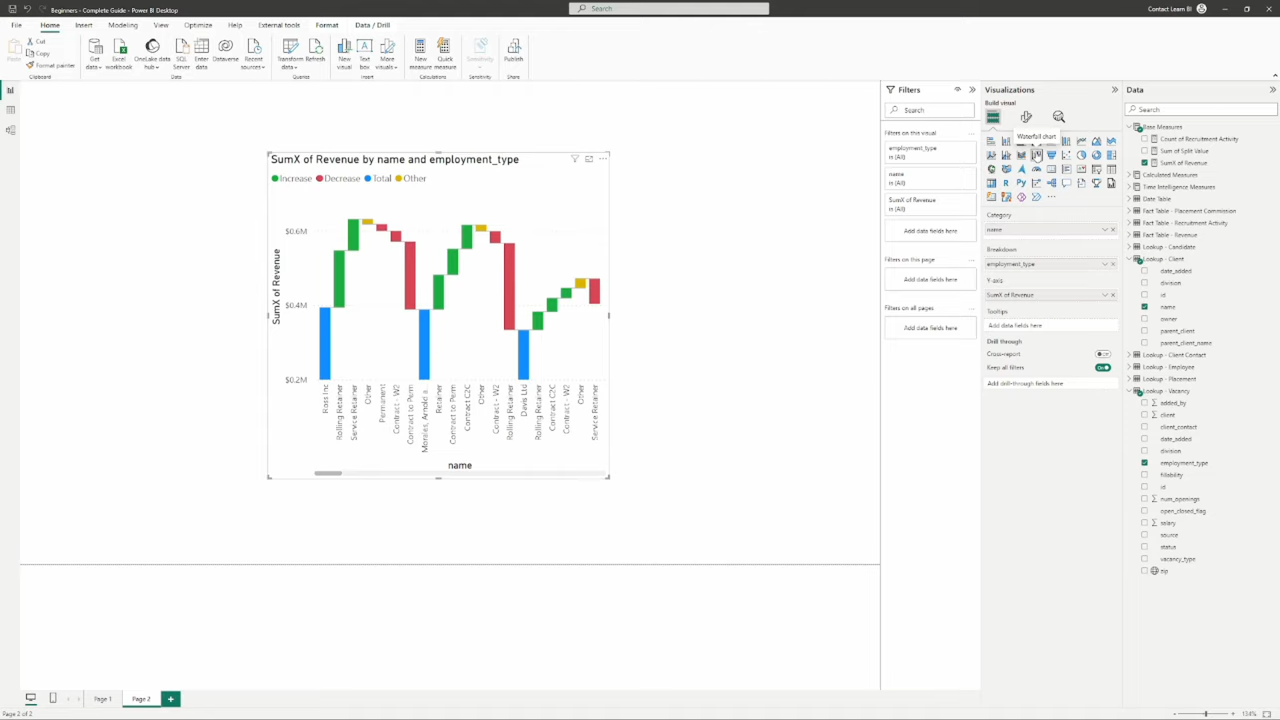 Beginners - Complete Guide - Power BI Desktop
Search
Contact Learn BI
File
Home
Insert
Modeling
View
Optimize
Help
External tools
Format
Data / Drill
Paste
Cut
Copy
Format painter
Clipboard
Get data
Excel workbook
OneLake data hub
SQL Server
Enter data
Dataverse
Recent sources
Data
Transform data
Refresh
Queries
New visual
Text box
More visuals
Insert
New measure
Quick measure
Calculations
Sensitivity
Sensitivity
Publish
Share
SumX of Revenue by name and employment_type
Increase
Decrease
Total
Other
SumX of Revenue
$0.6M
$0.4M
$0.2M
Ross Inc
Rolling Retainer
Service Retainer
Other
Permanent
Contract - W2
Contract to Perm
Morales, Arnold a...
Retainer
Contract to Perm
Contract C2C
Other
Contract - W2
Rolling Retainer
Davis Ltd
Rolling Retainer
Contract C2C
Contract - W2
Other
Service Retainer
name
Filters
Search
Filters on this visual
employment_type
is (All)
name
is (All)
SumX of Revenue
is (All)
Add data fields here
Filters on this page
Add data fields here
Filters on all pages
Add data fields here
Visualizations
Build visual
Waterfall chart
R
Py
Category
name
Breakdown
employment_type
Y-axis
SumX of Revenue
Tooltips
Add data fields here
Drill through
Cross-report
Off
Keep all filters
On
Add drill-through fields here
Data
Search
Base Measures
Count of Recruitment Activity
Sum of Split Value
SumX of Revenue
Calculated Measures
Time Intelligence Measures
Date Table
Fact Table - Placement Commission
Fact Table - Recruitment Activity
Fact Table - Revenue
Lookup - Candidate
Lookup - Client
date_added
division
id
name
owner
parent_client
parent_client_name
Lookup - Client Contact
Lookup - Employee
Lookup - Placement
Lookup - Vacancy
added_by
client
client_contact
date_added
division
employment_type
fillability
id
num_openings
open_closed_flag
salary
source
status
vacancy_type
zip
Page 1
Page 2
Page 2 of 2
134%